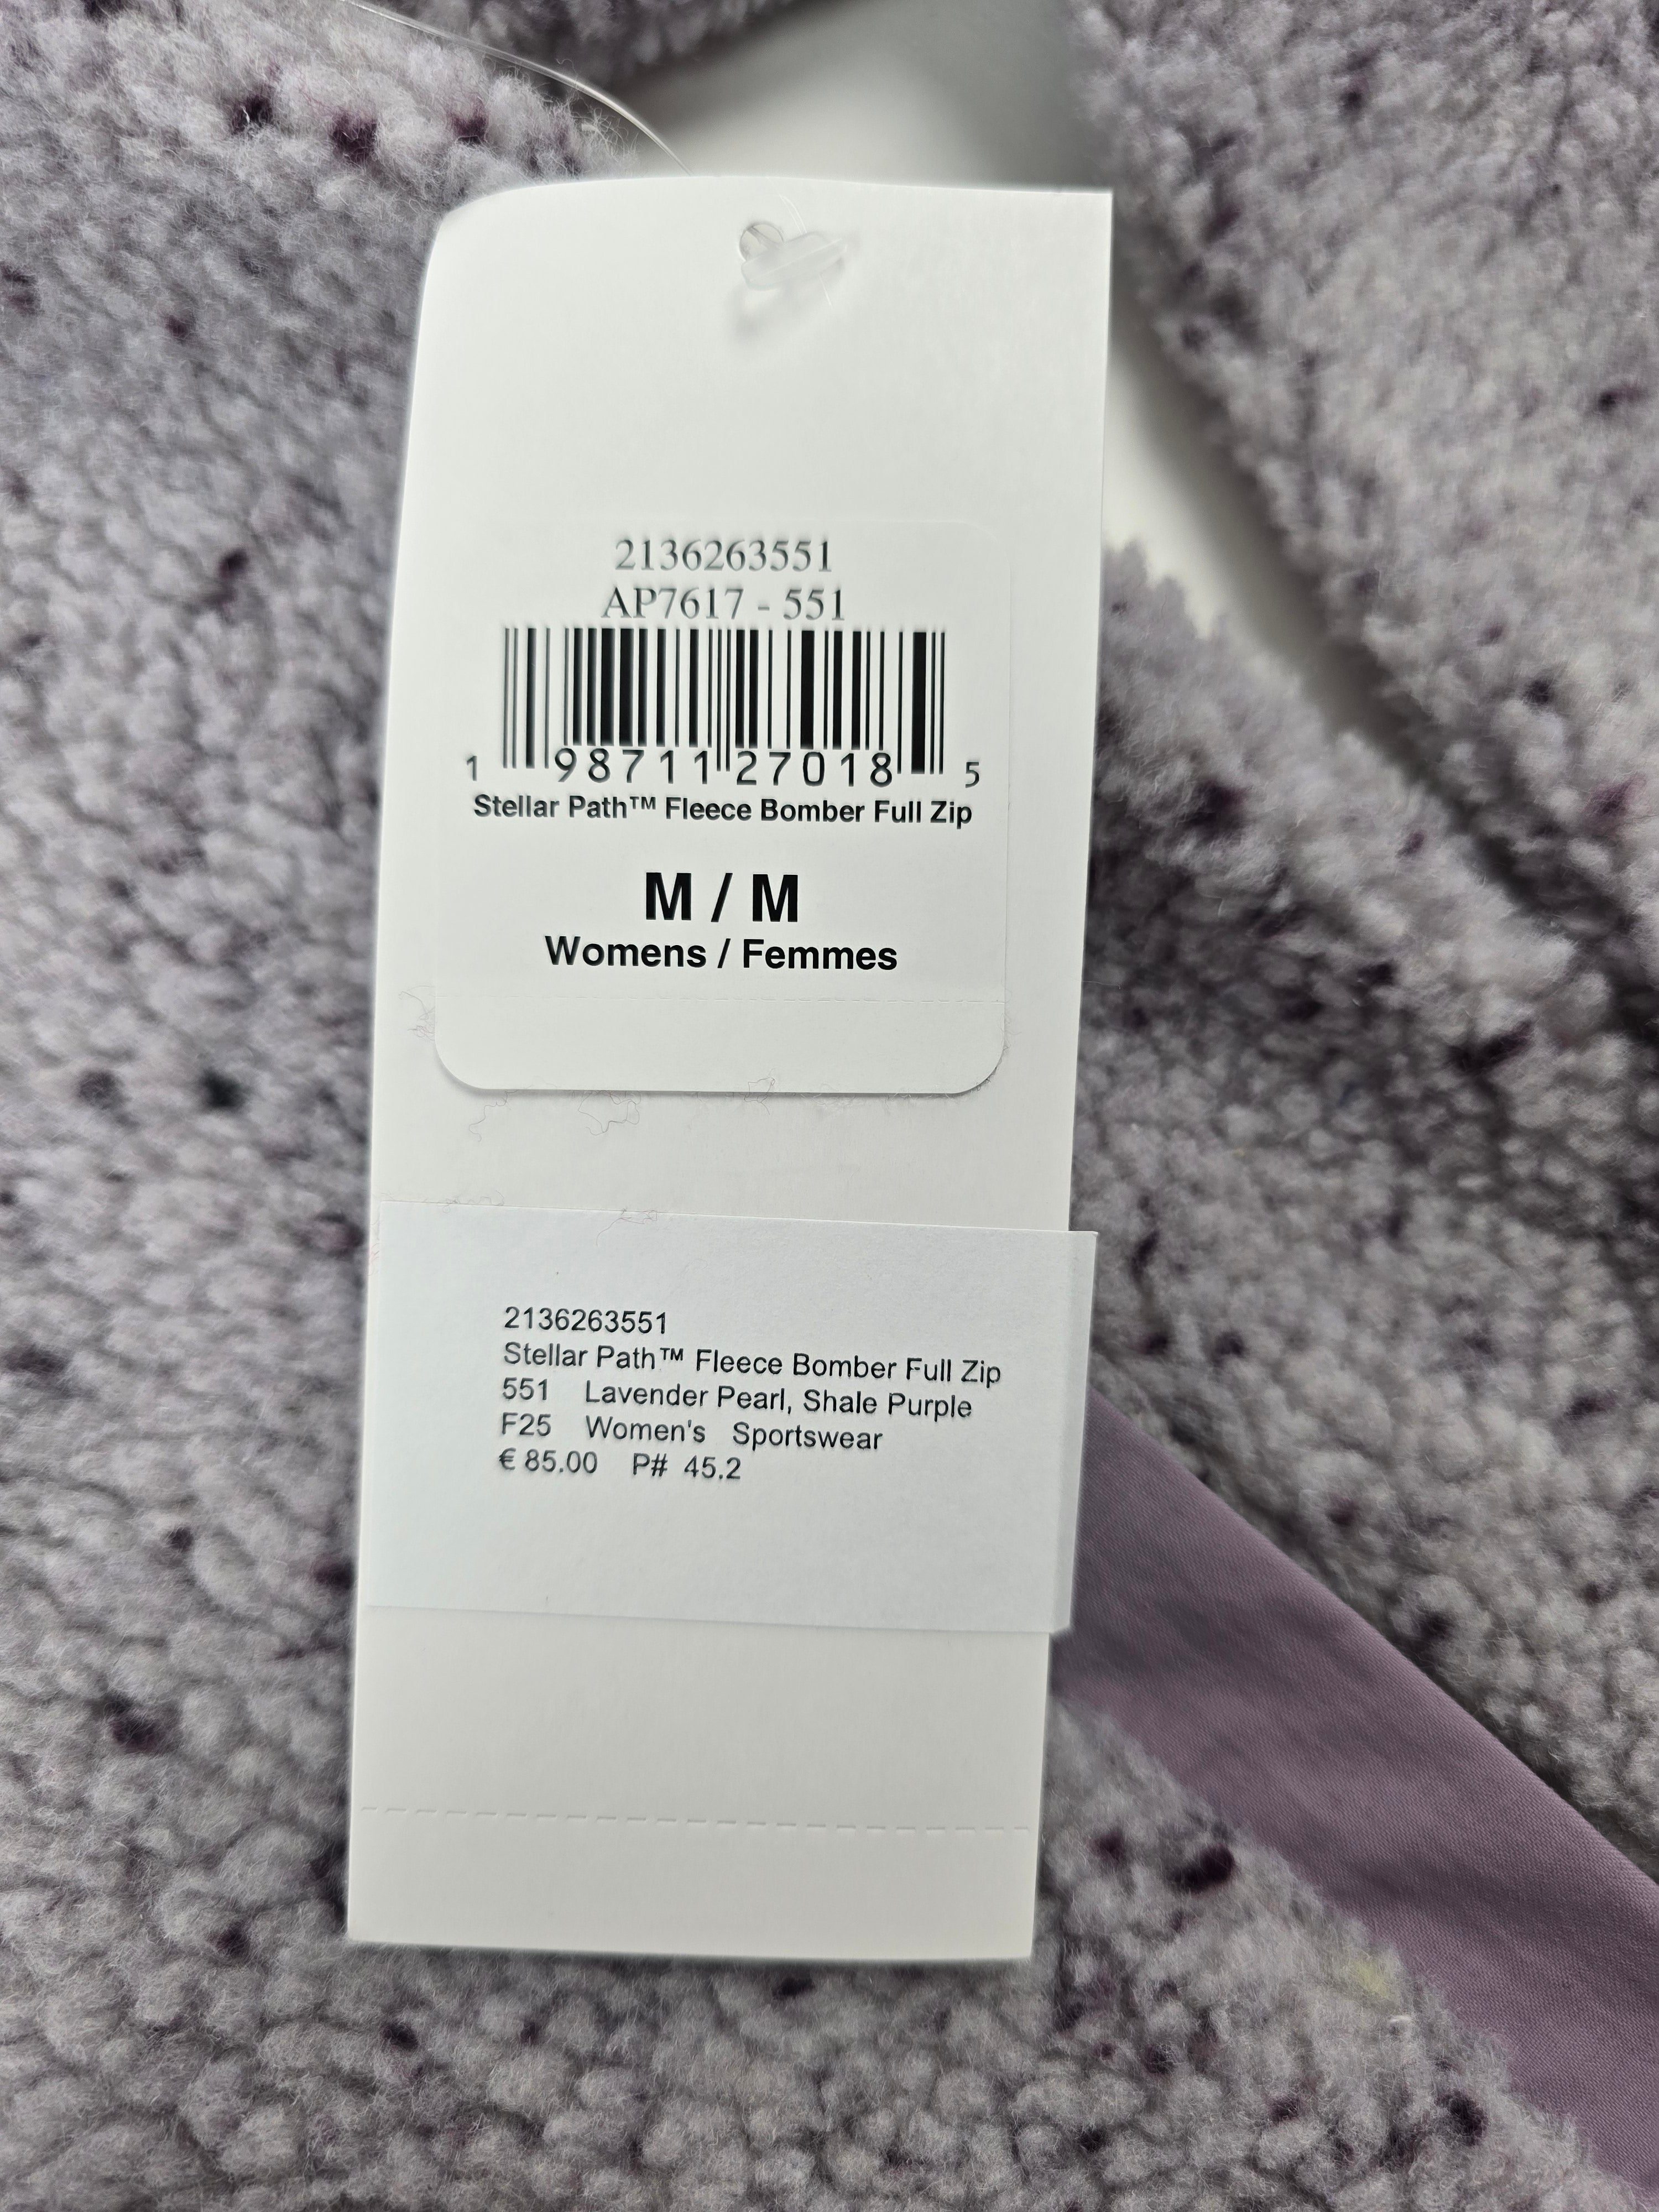 2136263551
AP7617 - 551
1 98711 27018 5
Stellar Path™ Fleece Bomber Full Zip
M / M
Womens / Femmes
2136263551
Stellar Path™ Fleece Bomber Full Zip
551 Lavender Pearl, Shale Purple
F25 Women's Sportswear
€ 85.00 P# 45.2